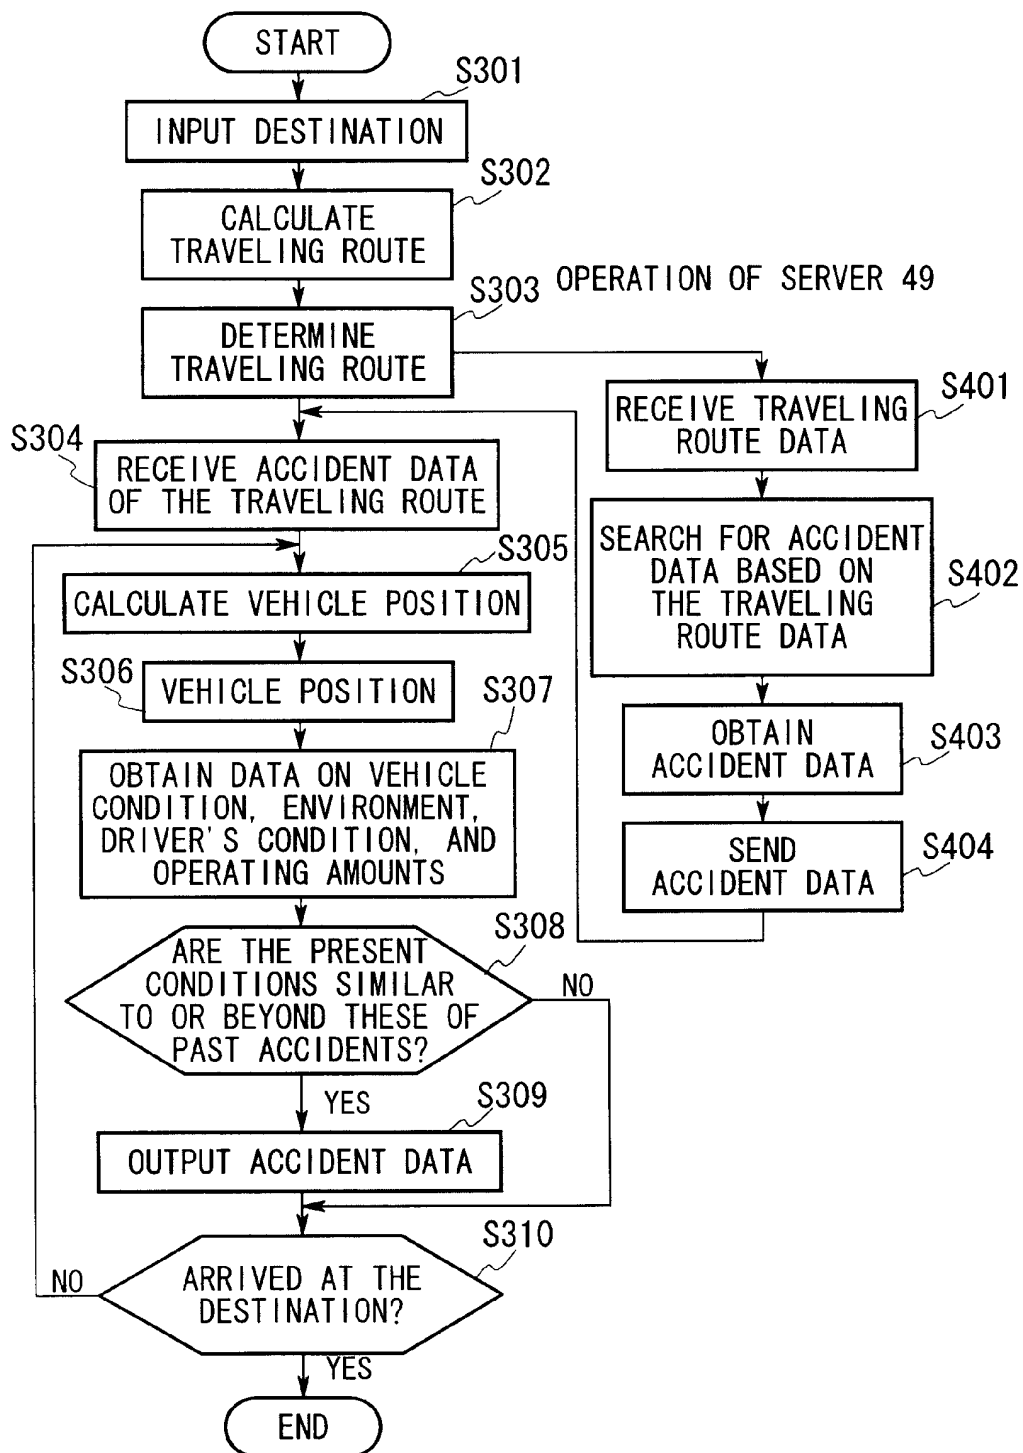 START
S301
INPUT DESTINATION
S302
CALCULATE
TRAVELING ROUTE
S303
OPERATION OF SERVER 49
DETERMINE
TRAVELING ROUTE
S401
RECEIVE TRAVELING
ROUTE DATA
S304
RECEIVE ACCIDENT DATA
OF THE TRAVELING ROUTE
S402
SEARCH FOR ACCIDENT
DATA BASED ON
THE TRAVELING
ROUTE DATA
S305
CALCULATE VEHICLE POSITION
S306
VEHICLE POSITION
S307
OBTAIN DATA ON VEHICLE
CONDITION, ENVIRONMENT,
DRIVER'S CONDITION, AND
OPERATING AMOUNTS
S403
OBTAIN
ACCIDENT DATA
S404
SEND
ACCIDENT DATA
S308
ARE THE PRESENT
CONDITIONS SIMILAR
TO OR BEYOND THESE OF
PAST ACCIDENTS?
NO
YES
S309
OUTPUT ACCIDENT DATA
S310
ARRIVED AT THE
DESTINATION?
NO
YES
END